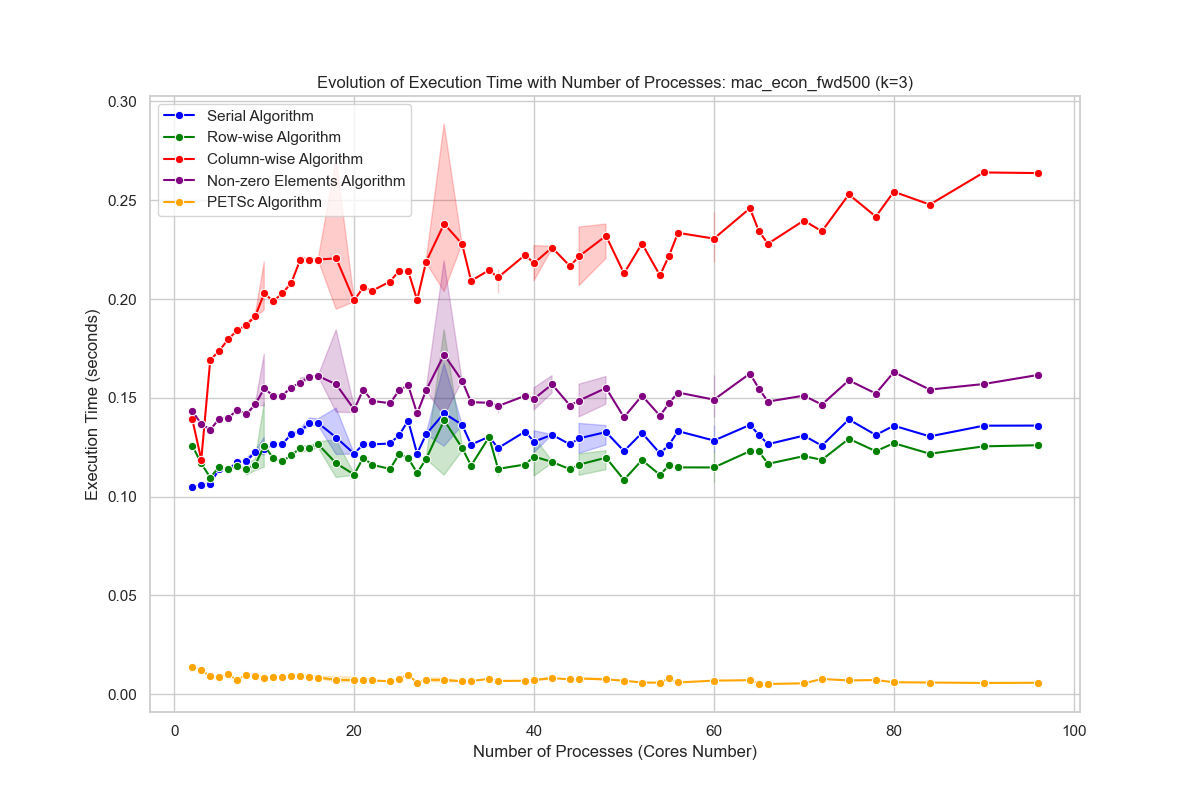 Evolution of Execution Time with Number of Processes: mac_econ_fwd500 (k=3)
Serial Algorithm
Row-wise Algorithm
Column-wise Algorithm
Non-zero Elements Algorithm
PETSc Algorithm
Execution Time (seconds)
0.30
0.25
0.20
0.15
0.10
0.05
0.00
0 20 40 60 80 100
Number of Processes (Cores Number)